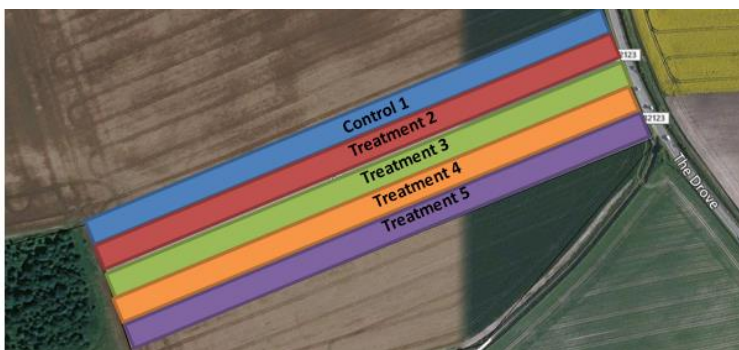 Control 1
Treatment 2
Treatment 3
Treatment 4
Treatment 5
The Drove